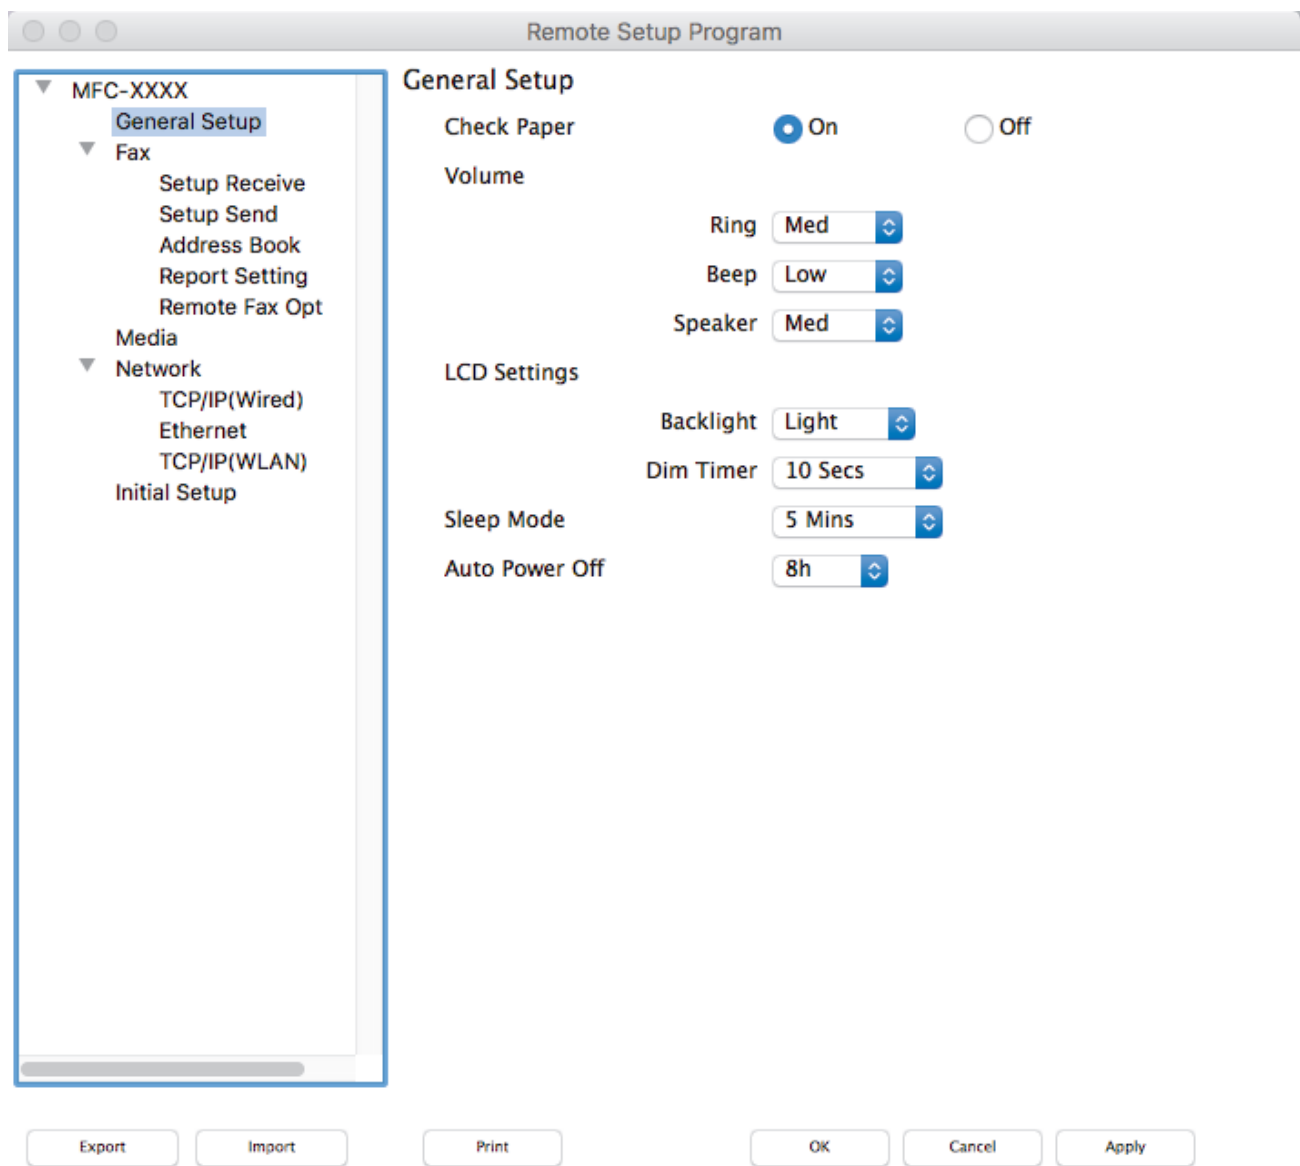 Remote Setup Program
MFC-XXXX
General Setup
Fax
Setup Receive
Setup Send
Address Book
Report Setting
Remote Fax Opt
Media
Network
TCP/IP(Wired)
Ethernet
TCP/IP(WLAN)
Initial Setup
General Setup
Check Paper On Off
Volume
Ring Med
Beep Low
Speaker Med
LCD Settings
Backlight Light
Dim Timer 10 Secs
Sleep Mode 5 Mins
Auto Power Off 8h
Export Import Print OK Cancel Apply